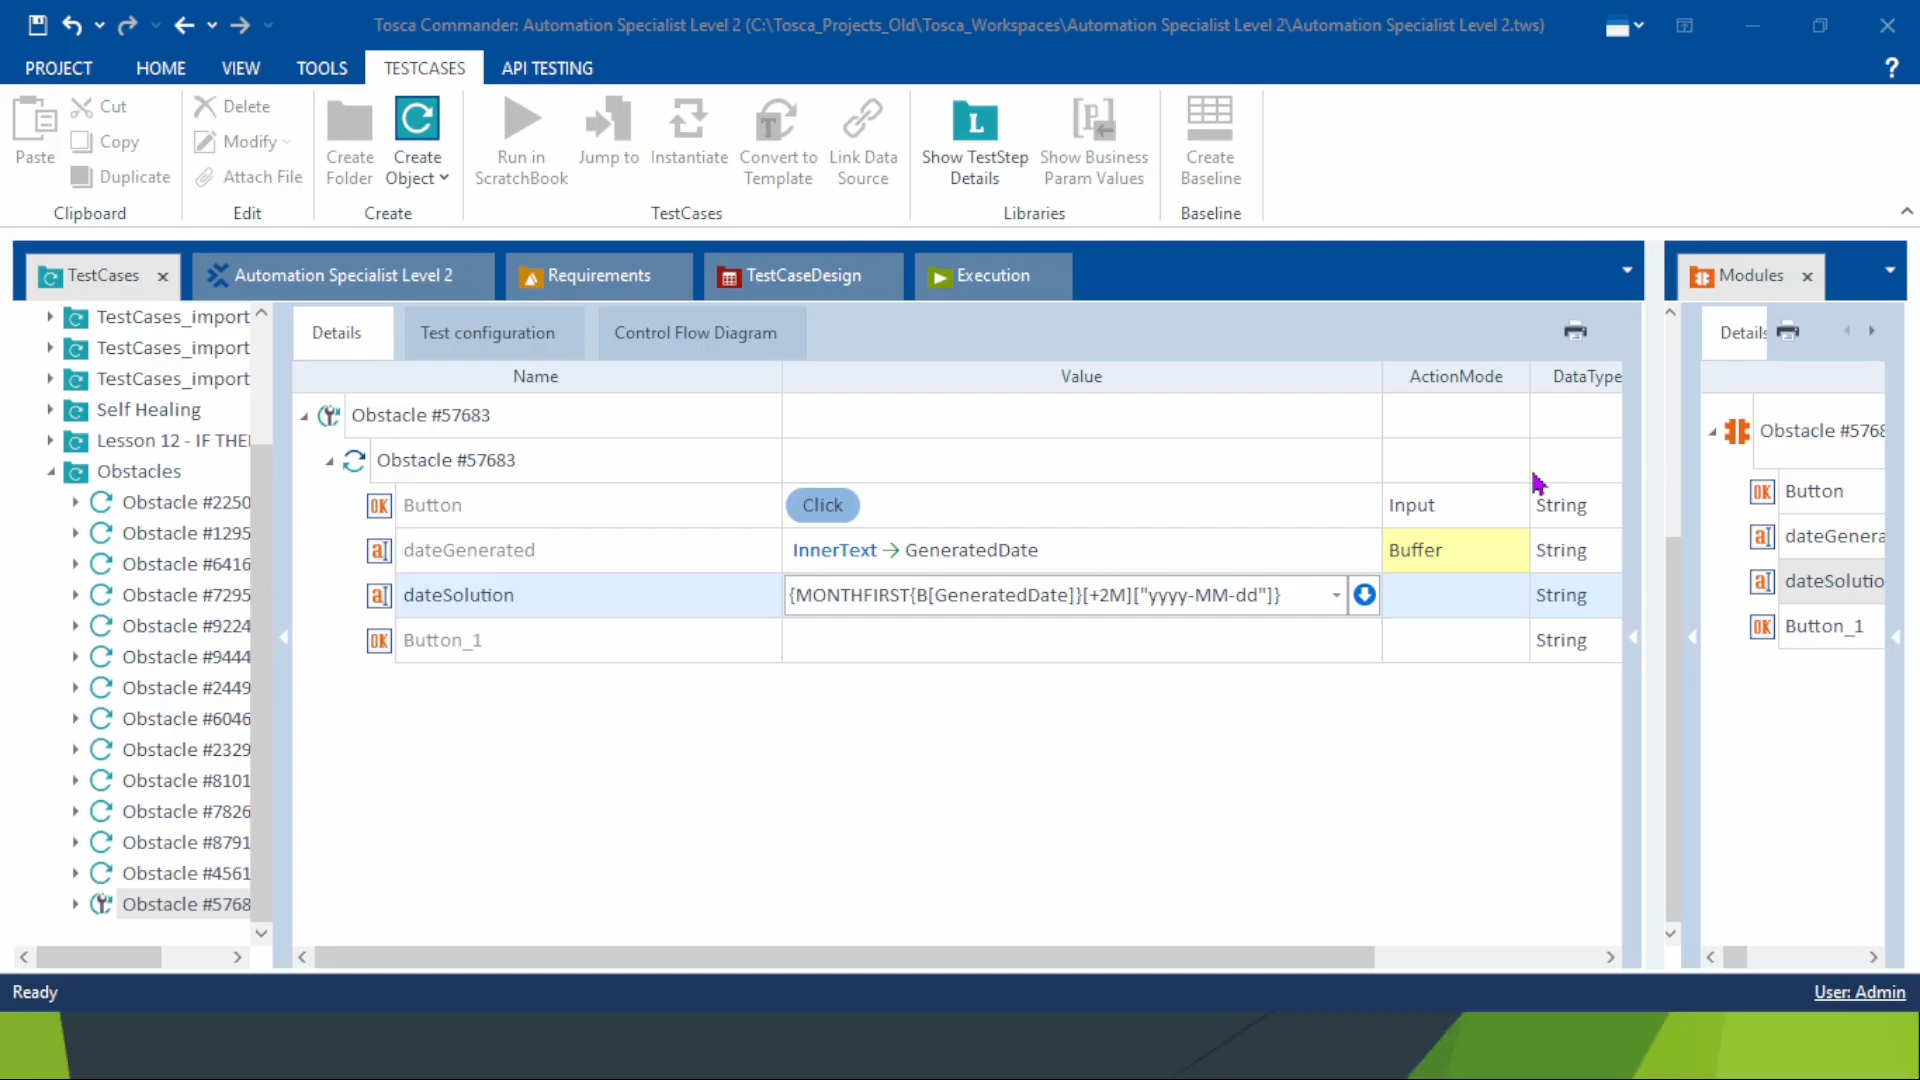 Tosca Commander: Automation Specialist Level 2 (C:\Tosca_Projects_Old\Tosca_Workspaces\Automation Specialist Level 2\Automation Specialist Level 2.tws)
PROJECT HOME VIEW TOOLS TESTCASES API TESTING ?
Paste
Cut
Copy
Duplicate
Clipboard
Delete
Modify
Attach File
Edit
Create Folder
Create Object
Create
Run in ScratchBook
Jump to
Instantiate
Convert to Template
Link Data Source
TestCases
Show TestStep Details
Show Business Param Values
Libraries
Create Baseline
Baseline
TestCases Automation Specialist Level 2 Requirements TestCaseDesign Execution Modules
TestCases_import
TestCases_import
TestCases_import
Self Healing
Lesson 12 - IF THE
Obstacles
Obstacle #2250
Obstacle #1295
Obstacle #6416
Obstacle #7295
Obstacle #9224
Obstacle #9444
Obstacle #2449
Obstacle #6046
Obstacle #2329
Obstacle #8101
Obstacle #7826
Obstacle #8791
Obstacle #4561
Obstacle #5768
Details Test configuration Control Flow Diagram
Name Value ActionMode DataType
Obstacle #57683
Obstacle #57683
OK Button Click Input String
a dateGenerated InnerText → GeneratedDate Buffer String
a dateSolution {MONTHFIRST{B[GeneratedDate]}[+2M]["yyyy-MM-dd"]} String
OK Button_1 String
Details
Obstacle #5768
OK Button
a dateGenera
a dateSolutio
OK Button_1
Ready User: Admin